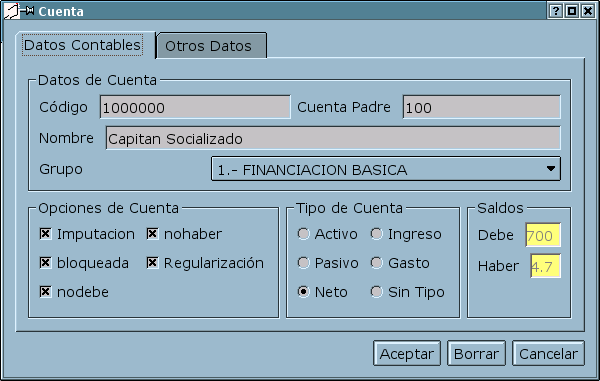 Cuenta
Datos Contables Otros Datos
Datos de Cuenta
Código 1000000 Cuenta Padre 100
Nombre Capitan Socializado
Grupo 1.- FINANCIACION BASICA
Opciones de Cuenta Tipo de Cuenta Saldos
Imputacion nohaber Activo Ingreso Debe 700
bloqueada Regularización Pasivo Gasto Haber 4.7
nodebe Neto Sin Tipo
Aceptar Borrar Cancelar